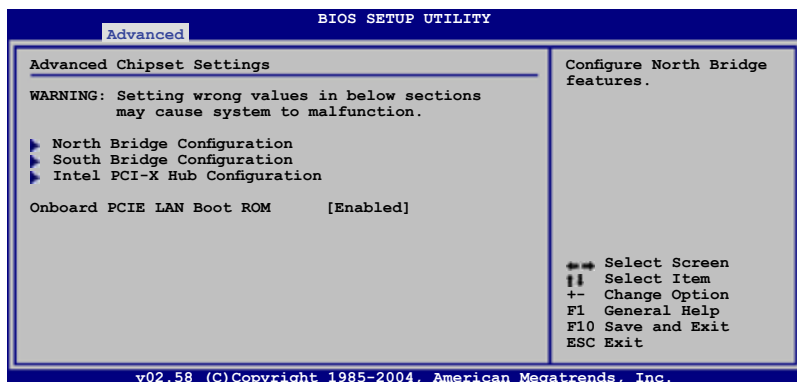 BIOS SETUP UTILITY
Advanced
Advanced Chipset Settings
WARNING: Setting wrong values in below sections
may cause system to malfunction.
North Bridge Configuration
South Bridge Configuration
Intel PCI-X Hub Configuration
Onboard PCIE LAN Boot ROM [Enabled]
Configure North Bridge
features.
Select Screen
Select Item
+- Change Option
F1 General Help
F10 Save and Exit
ESC Exit
v02.58 (C)Copyright 1985-2004, American Megatrends, Inc.